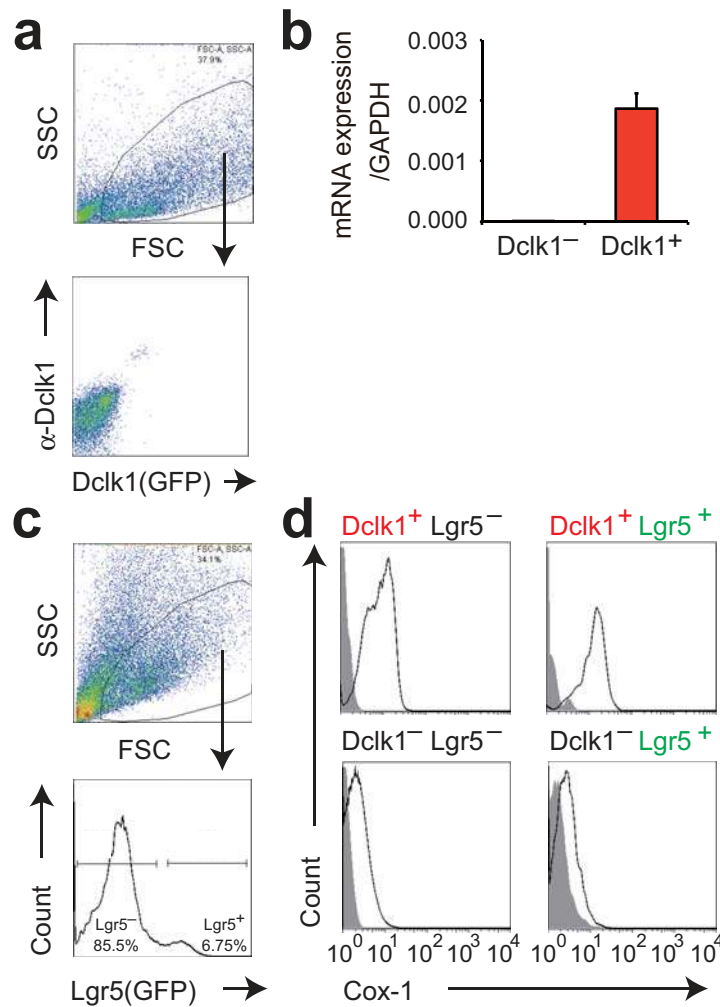 a
FSC-A, SSC-A
37.9%
SSC
FSC
α-Dclk1
Dclk1(GFP)
b
mRNA expression
/GAPDH
0.003
0.002
0.001
0.000
Dclk1⁻ Dclk1⁺
c
FSC-A, SSC-A
34.1%
SSC
FSC
Count
Lgr5⁻
85.5%
Lgr5⁺
6.75%
Lgr5(GFP)
d
Dclk1⁺ Lgr5⁻
Dclk1⁺ Lgr5⁺
Dclk1⁻ Lgr5⁻
Dclk1⁻ Lgr5⁺
Count
10⁰ 10¹ 10² 10³ 10⁴
10⁰ 10¹ 10² 10³ 10⁴
Cox-1